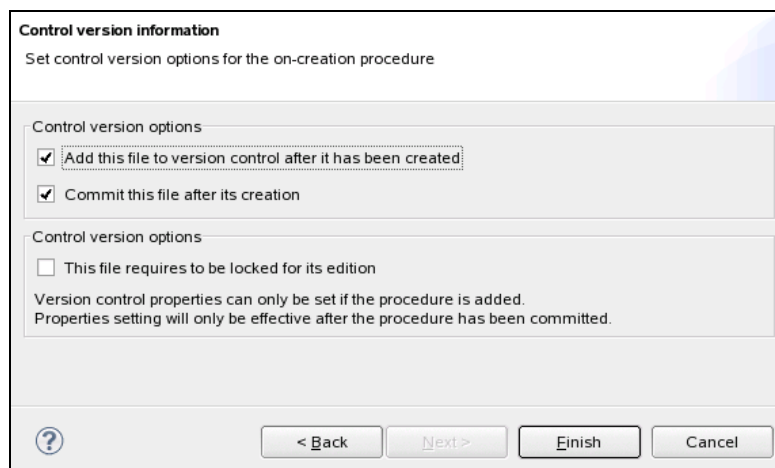 Control version information
Set control version options for the on-creation procedure
Control version options
Add this file to version control after it has been created
Commit this file after its creation
Control version options
This file requires to be locked for its edition
Version control properties can only be set if the procedure is added.
Properties setting will only be effective after the procedure has been committed.
?
< Back
Next >
Finish
Cancel